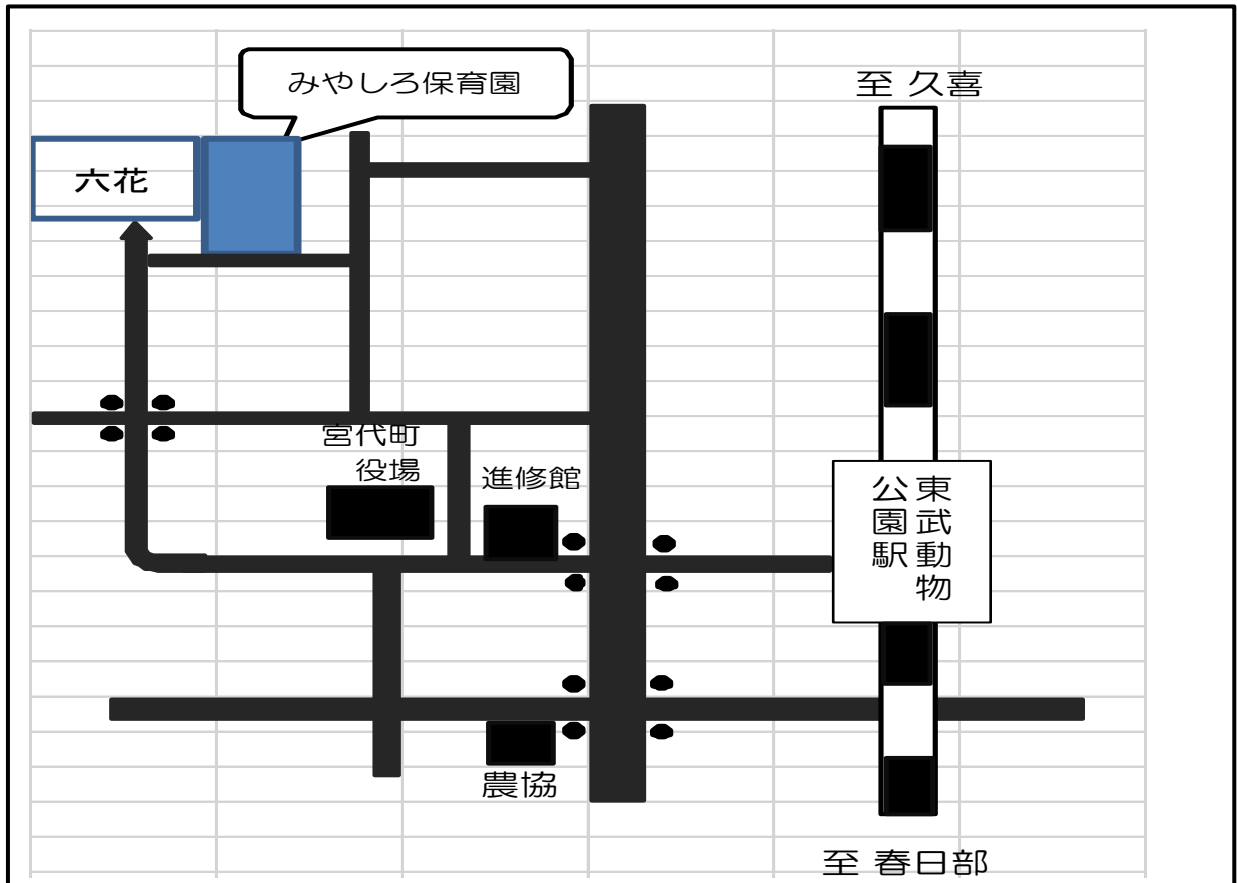 みやしろ保育園
至 久喜
六花
宮代町
役場
進修館
東武動物
公園駅
農協
至 春日部